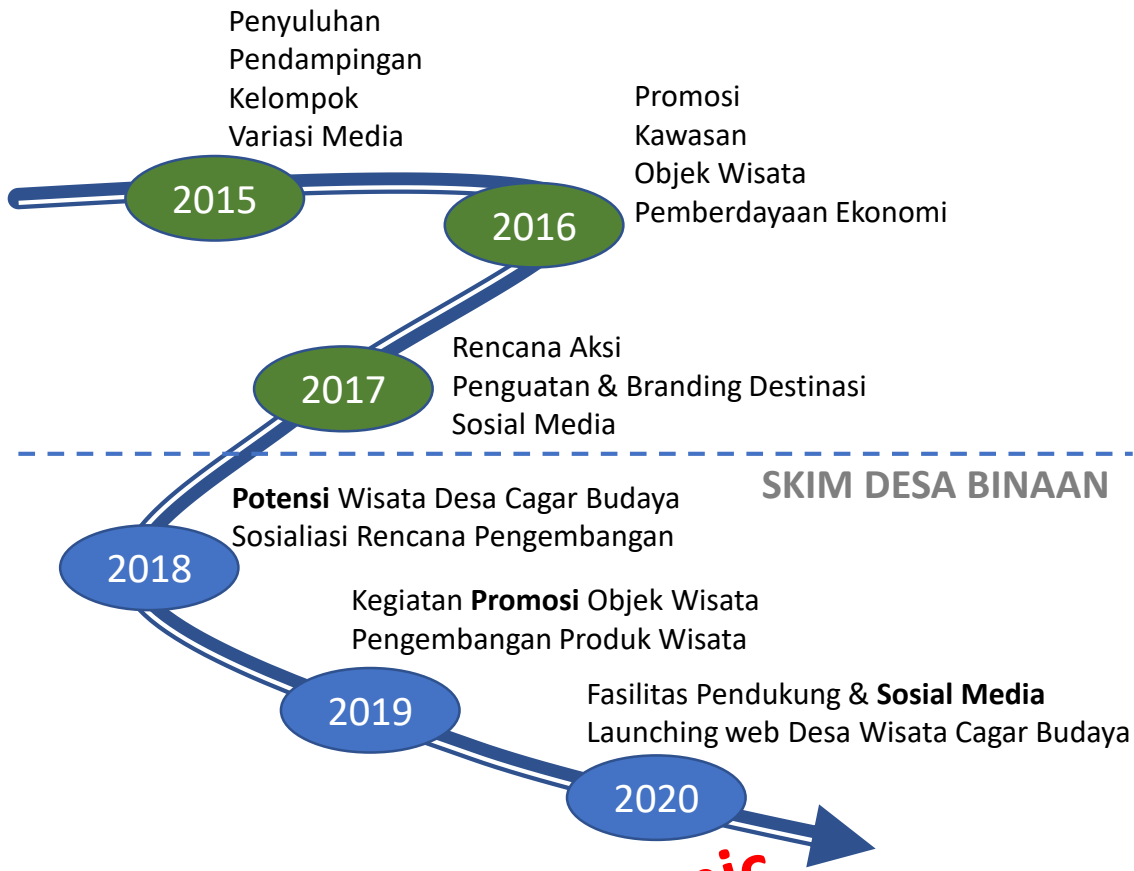 Penyuluhan
Pendampingan
Kelompok
Variasi Media
2015
Promosi
Kawasan
Objek Wisata
Pemberdayaan Ekonomi
2016
Rencana Aksi
Penguatan & Branding Destinasi
Sosial Media
2017
SKIM DESA BINAAN
Potensi Wisata Desa Cagar Budaya
Sosialiasi Rencana Pengembangan
2018
Kegiatan Promosi Objek Wisata
Pengembangan Produk Wisata
2019
Fasilitas Pendukung & Sosial Media
Launching web Desa Wisata Cagar Budaya
2020